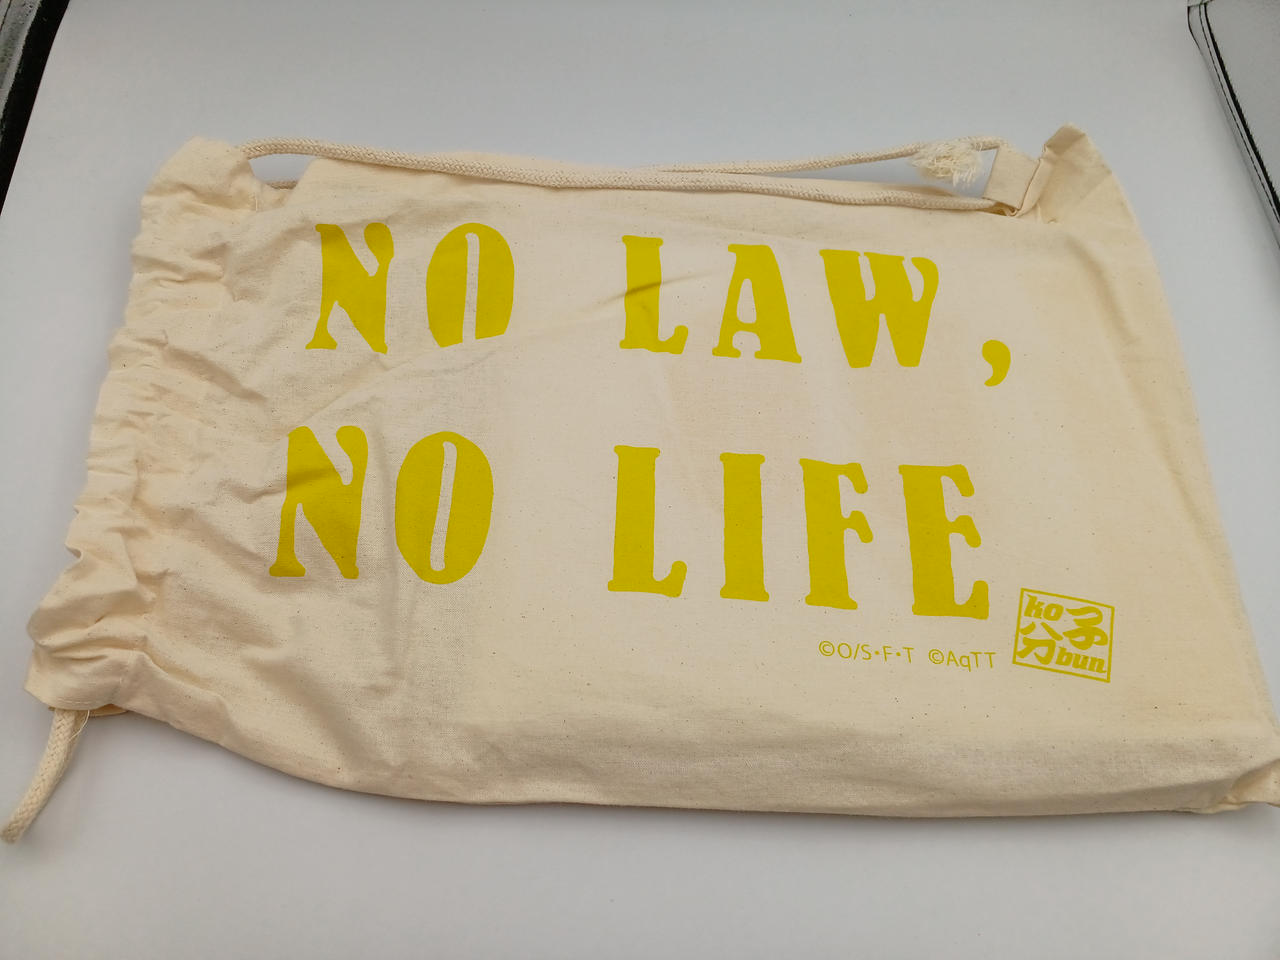 NO LAW,
NO LIFE
©O/S・F・T ©AqTT
ko子
分bun